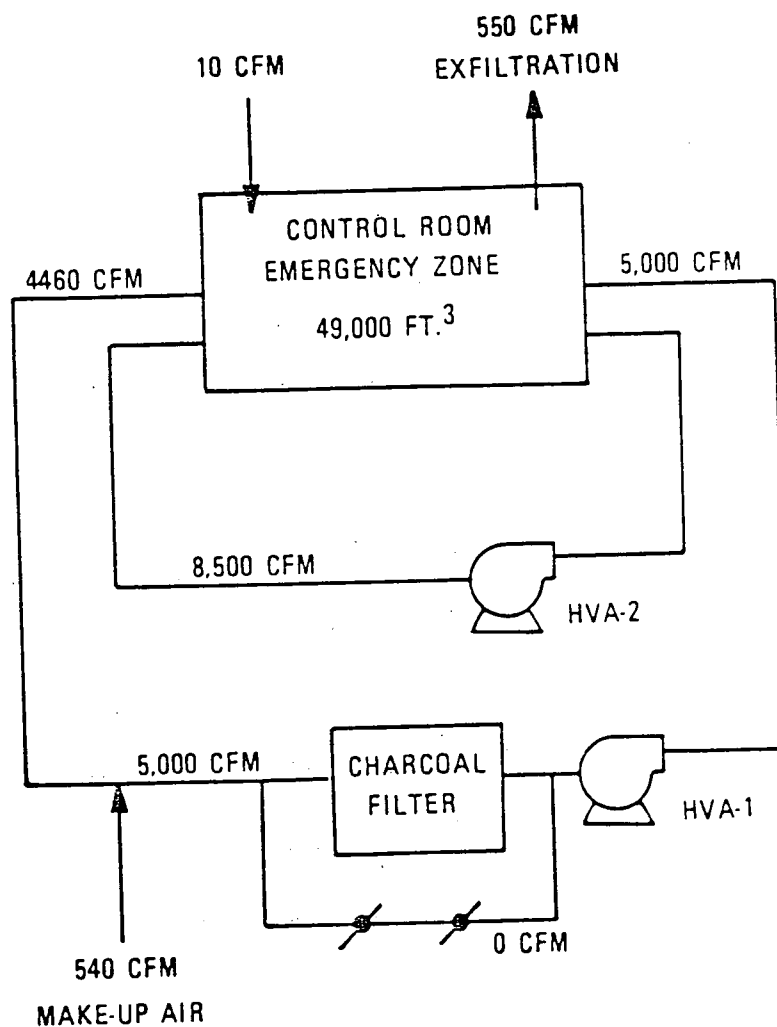 550 CFM
EXFILTRATION
10 CFM
CONTROL ROOM
EMERGENCY ZONE
49,000 FT.3
4460 CFM
5,000 CFM
8,500 CFM
HVA-2
5,000 CFM
CHARCOAL
FILTER
HVA-1
0 CFM
540 CFM
MAKE-UP AIR